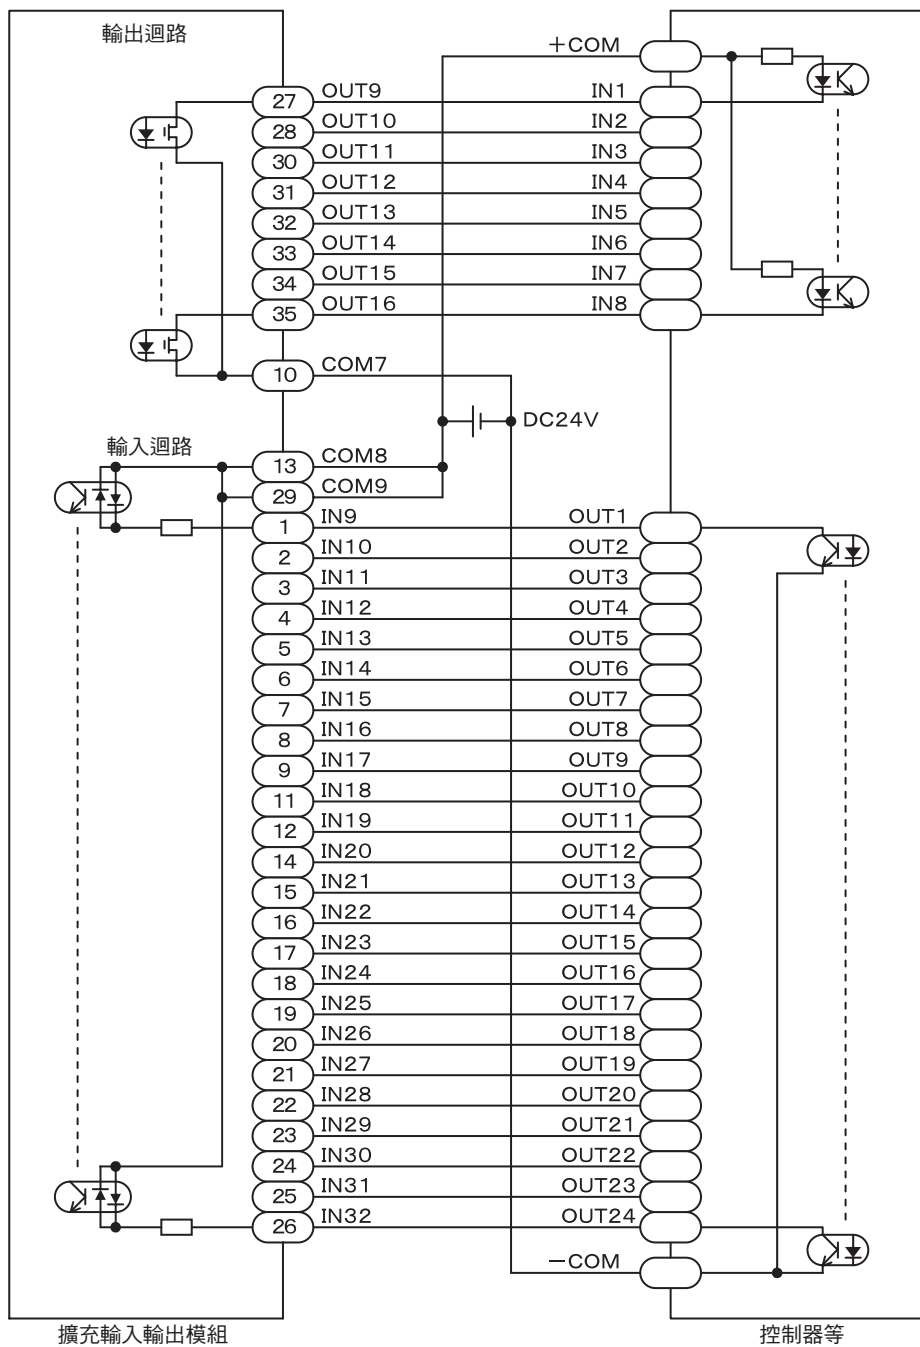 輸出迴路
+COM
27 OUT9 IN1
28 OUT10 IN2
30 OUT11 IN3
31 OUT12 IN4
32 OUT13 IN5
33 OUT14 IN6
34 OUT15 IN7
35 OUT16 IN8
10 COM7
DC24V
輸入迴路
13 COM8
29 COM9
1 IN9 OUT1
2 IN10 OUT2
3 IN11 OUT3
4 IN12 OUT4
5 IN13 OUT5
6 IN14 OUT6
7 IN15 OUT7
8 IN16 OUT8
9 IN17 OUT9
11 IN18 OUT10
12 IN19 OUT11
14 IN20 OUT12
15 IN21 OUT13
16 IN22 OUT14
17 IN23 OUT15
18 IN24 OUT16
19 IN25 OUT17
20 IN26 OUT18
21 IN27 OUT19
22 IN28 OUT20
23 IN29 OUT21
24 IN30 OUT22
25 IN31 OUT23
26 IN32 OUT24
−COM
擴充輸入輸出模組
控制器等